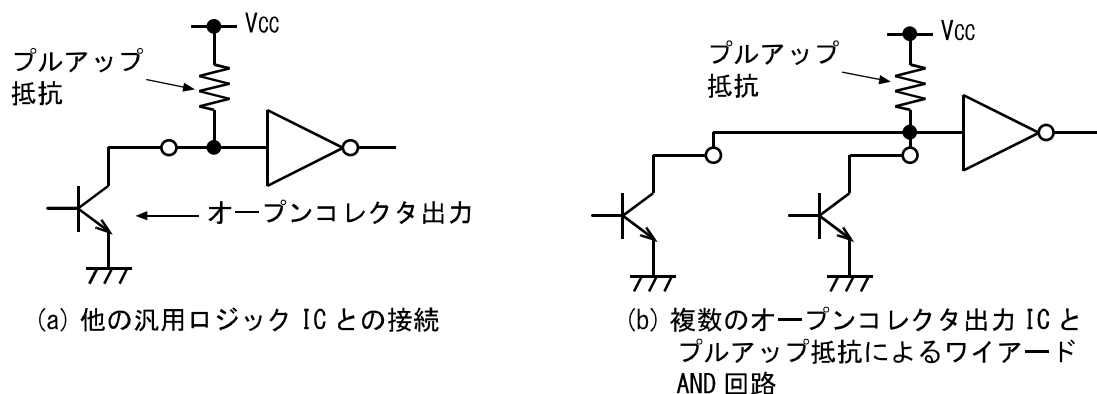 VCC
プルアップ
抵抗
オープンコレクタ出力
(a) 他の汎用ロジック IC との接続
VCC
プルアップ
抵抗
(b) 複数のオープンコレクタ出力 IC と
プルアップ抵抗によるワイアード
AND 回路